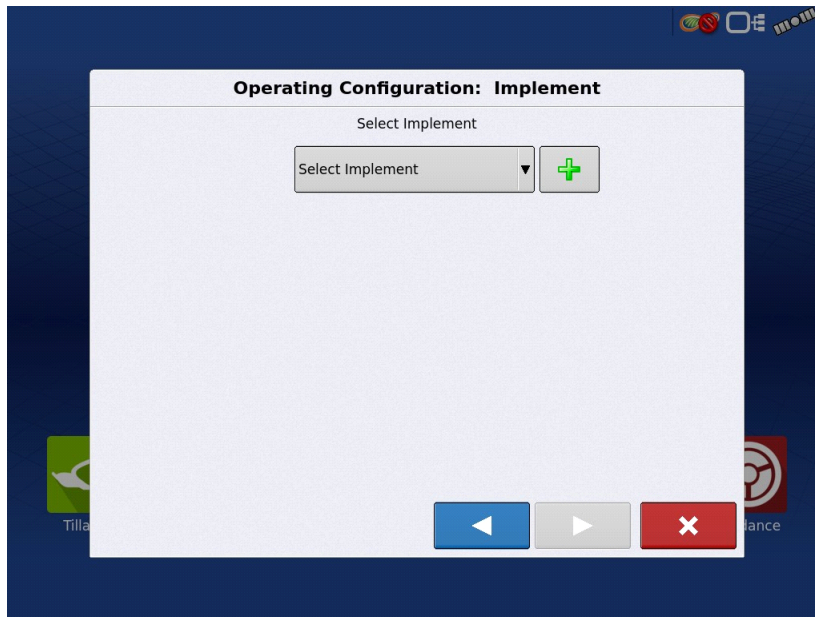 Operating Configuration: Implement
Select Implement
Select Implement
Tilla
dance